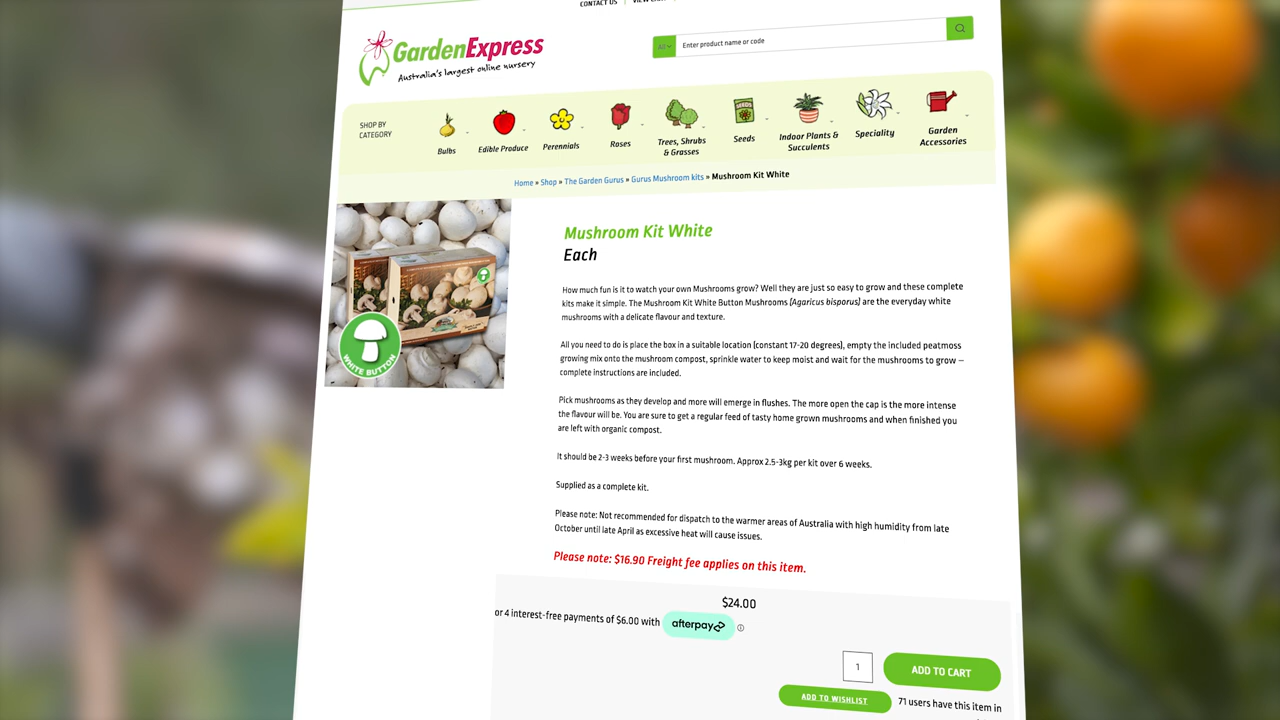 CONTACT US
GardenExpress
Australia's largest online nursery
All
Enter product name or code
SHOP BY
CATEGORY
Bulbs
Edible Produce
Perennials
Roses
Trees, Shrubs
& Grasses
Seeds
Indoor Plants &
Succulents
Speciality
Garden
Accessories
Home » Shop » The Garden Gurus » Gurus Mushroom kits » Mushroom Kit White
WHITE BUTTON
Mushroom Kit White
Each
How much fun is it to watch your own Mushrooms grow? Well they are just so easy to grow and these complete
kits make it simple. The Mushroom Kit White Button Mushrooms (Agaricus bisporus) are the everyday white
mushrooms with a delicate flavour and texture.
All you need to do is place the box in a suitable location (constant 17-20 degrees), empty the included peatmoss
growing mix onto the mushroom compost, sprinkle water to keep moist and wait for the mushrooms to grow –
complete instructions are included.
Pick mushrooms as they develop and more will emerge in flushes. The more open the cap is the more intense
the flavour will be. You are sure to get a regular feed of tasty home grown mushrooms and when finished you
are left with organic compost.
It should be 2-3 weeks before your first mushroom. Approx 2.5-3kg per kit over 6 weeks.
Supplied as a complete kit.
Please note: Not recommended for dispatch to the warmer areas of Australia with high humidity from late
October until late April as excessive heat will cause issues.
Please note: $16.90 Freight fee applies on this item.
$24.00
or 4 interest-free payments of $6.00 with afterpay
1
ADD TO CART
ADD TO WISHLIST
71 users have this item in